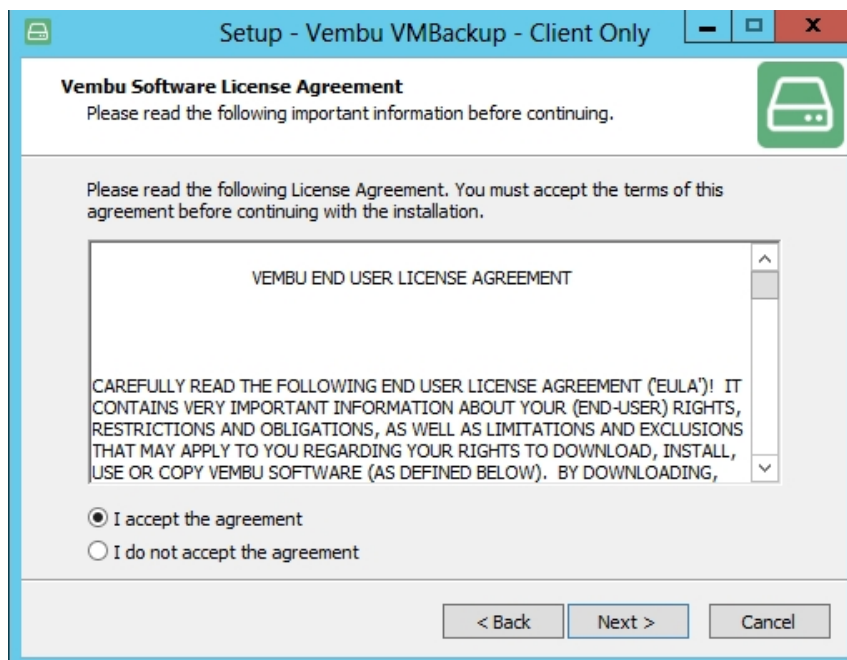 Setup - Vembu VMBackup - Client Only
Vembu Software License Agreement
Please read the following important information before continuing.
Please read the following License Agreement. You must accept the terms of this
agreement before continuing with the installation.
VEMBU END USER LICENSE AGREEMENT
CAREFULLY READ THE FOLLOWING END USER LICENSE AGREEMENT ('EULA')! IT
CONTAINS VERY IMPORTANT INFORMATION ABOUT YOUR (END-USER) RIGHTS,
RESTRICTIONS AND OBLIGATIONS, AS WELL AS LIMITATIONS AND EXCLUSIONS
THAT MAY APPLY TO YOU REGARDING YOUR RIGHTS TO DOWNLOAD, INSTALL,
USE OR COPY VEMBU SOFTWARE (AS DEFINED BELOW). BY DOWNLOADING,
I accept the agreement
I do not accept the agreement
< Back Next > Cancel